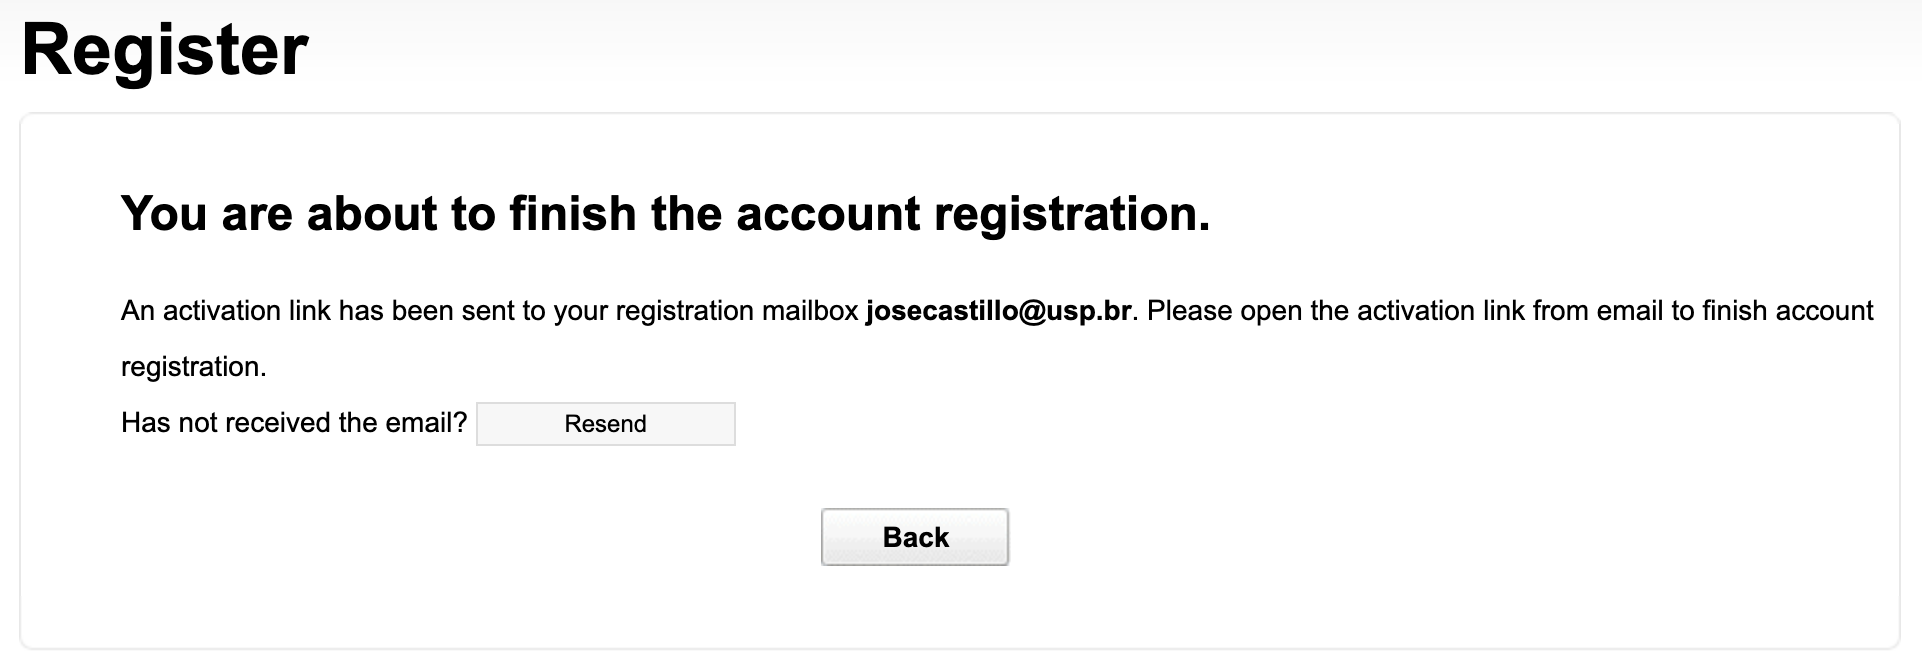 Register
You are about to finish the account registration.
An activation link has been sent to your registration mailbox josecastillo@usp.br. Please open the activation link from email to finish account
registration.
Has not received the email? Resend
Back